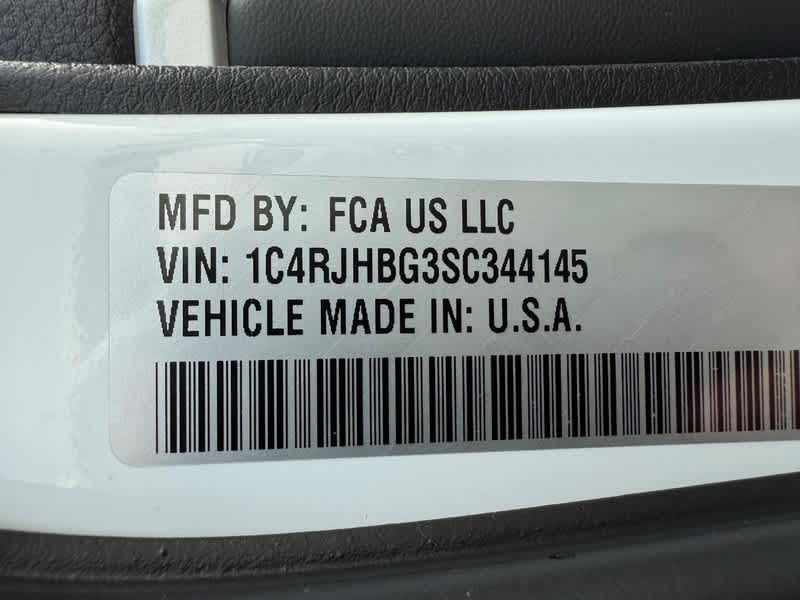 MFD BY: FCA US LLC
VIN: 1C4RJHBG3SC344145
VEHICLE MADE IN: U.S.A.